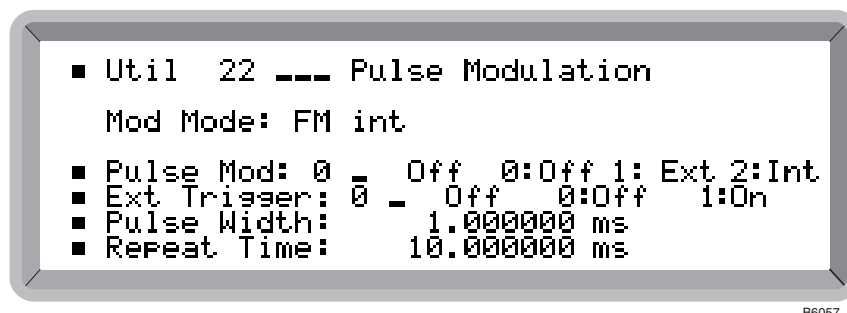 ▪ Util 22 ___ Pulse Modulation
Mod Mode: FM int
▪ Pulse Mod: 0 _ Off 0:Off 1: Ext 2:Int
▪ Ext Trigger: 0 _ Off 0:Off 1:On
▪ Pulse Width: 1.000000 ms
▪ Repeat Time: 10.000000 ms
B6057